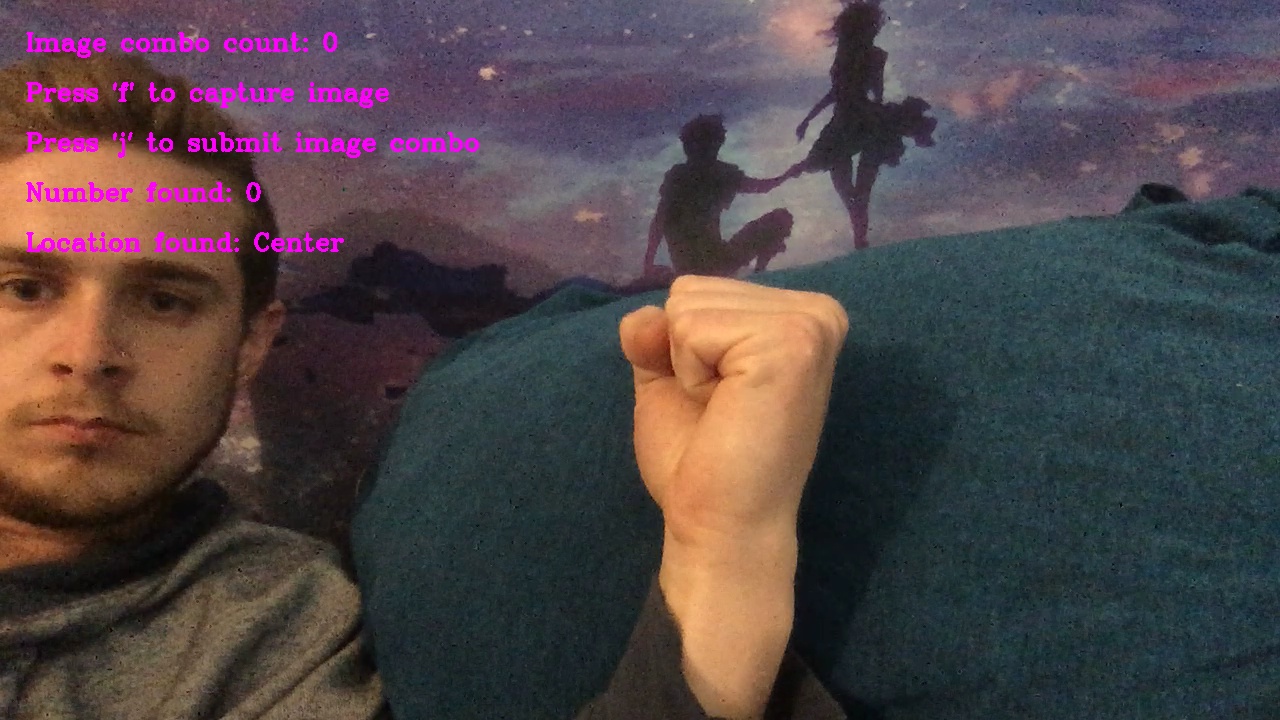 Image combo count: 0
Press 'f' to capture image
Press 'j' to submit image combo
Number found: 0
Location found: Center